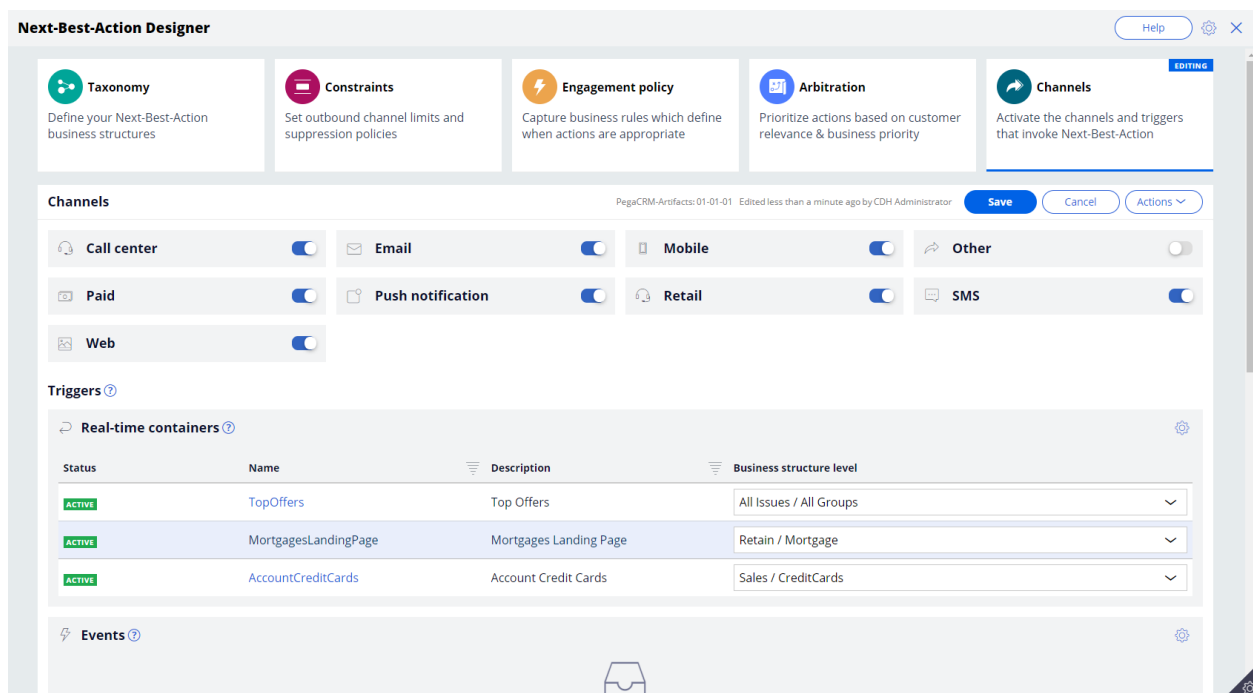 Next-Best-Action Designer
Help
EDITING
Taxonomy
Define your Next-Best-Action
business structures
Constraints
Set outbound channel limits and
suppression policies
Engagement policy
Capture business rules which define
when actions are appropriate
Arbitration
Prioritize actions based on customer
relevance & business priority
Channels
Activate the channels and triggers
that invoke Next-Best-Action
Channels
PegaCRM-Artifacts: 01-01-01 Edited less than a minute ago by CDH Administrator
Save
Cancel
Actions
Call center
Email
Mobile
Other
Paid
Push notification
Retail
SMS
Web
Triggers ?
Real-time containers ?
Status Name Description Business structure level
ACTIVE TopOffers Top Offers All Issues / All Groups
ACTIVE MortgagesLandingPage Mortgages Landing Page Retain / Mortgage
ACTIVE AccountCreditCards Account Credit Cards Sales / CreditCards
Events ?